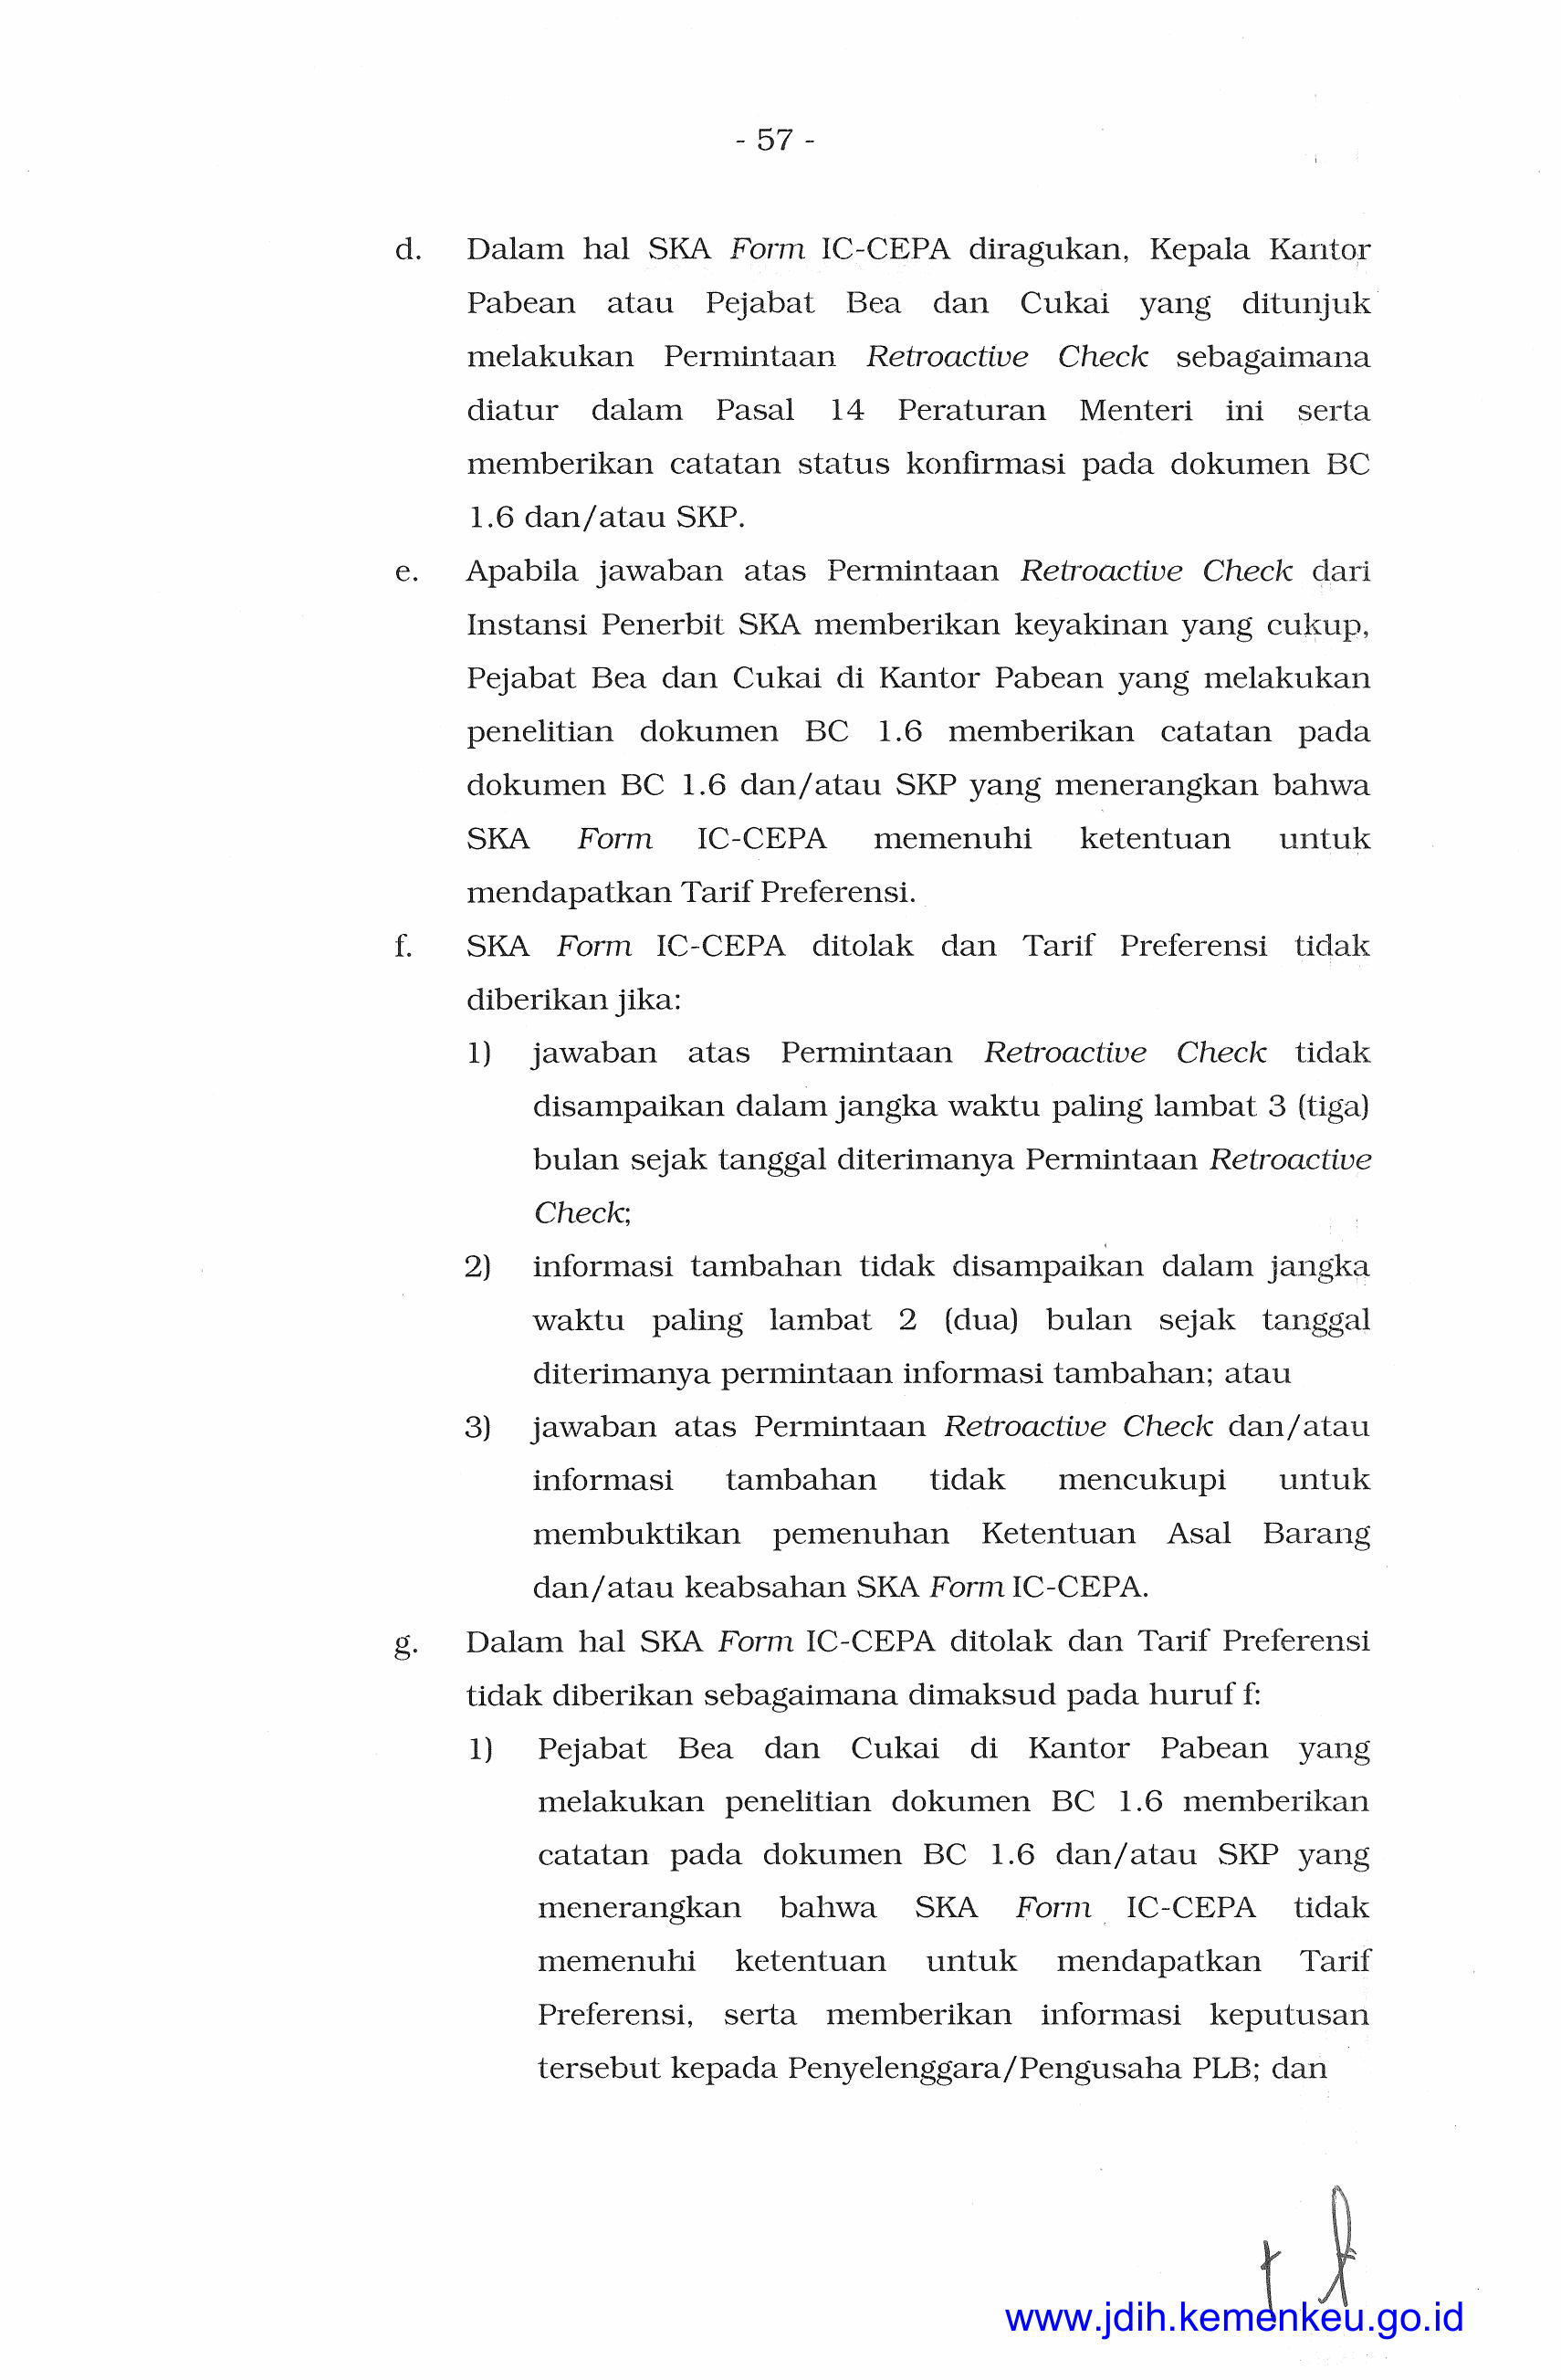 - 57 -
d. Dalam hal SKA Form IC-CEPA diragukan, Kepala Kantor
Pabean atau Pejabat Bea dan Cukai yang ditunjuk
melakukan Permintaan Retroactive Check sebagaimana
diatur dalam Pasal 14 Peraturan Menteri ini serta
memberikan catatan status konfirmasi pada dokumen BC
1.6 dan/atau SKP.
e. Apabila jawaban atas Permintaan Retroactive Check dari
Instansi Penerbit SKA memberikan keyakinan yang cukup,
Pejabat Bea dan Cukai di Kantor Pabean yang melakukan
penelitian dokumen BC 1.6 memberikan catatan pada
dokumen BC 1.6 dan/atau SKP yang menerangkan bahwa
SKA Form IC-CEPA memenuhi ketentuan untuk
mendapatkan Tarif Preferensi.
f. SKA Form IC-CEPA ditolak dan Tarif Preferensi tidak
diberikan jika:
1) jawaban atas Permintaan Retroactive Check tidak
disampaikan dalam jangka waktu paling lambat 3 (tiga)
bulan sejak tanggal diterimanya Permintaan Retroactive
Check;
2) informasi tambahan tidak disampaikan dalam jangka
waktu paling lambat 2 (dua) bulan sejak tanggal
diterimanya permintaan informasi tambahan; atau
3) jawaban atas Permintaan Retroactive Check dan/atau
informasi tambahan tidak mencukupi untuk
membuktikan pemenuhan Ketentuan Asal Barang
dan/atau keabsahan SKA Form IC-CEPA.
g. Dalam hal SKA Form IC-CEPA ditolak dan Tarif Preferensi
tidak diberikan sebagaimana dimaksud pada huruf f:
1) Pejabat Bea dan Cukai di Kantor Pabean yang
melakukan penelitian dokumen BC 1.6 memberikan
catatan pada dokumen BC 1.6 dan/atau SKP yang
menerangkan bahwa SKA Form IC-CEPA tidak
memenuhi ketentuan untuk mendapatkan Tarif
Preferensi, serta memberikan informasi keputusan
tersebut kepada Penyelenggara/Pengusaha PLB; dan
www.jdih.kemenkeu.go.id